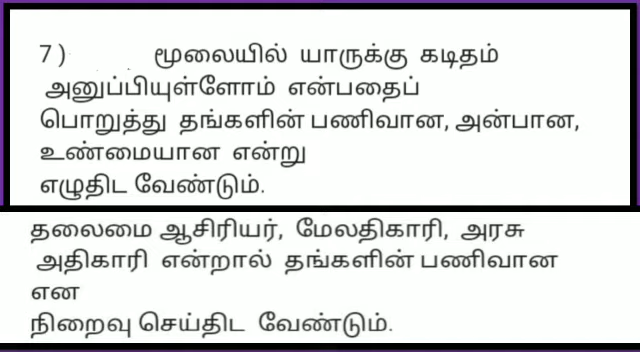 7) மூலையில் யாருக்கு கடிதம்
அனுப்பியுள்ளோம் என்பதைப்
பொறுத்து தங்களின் பணிவான, அன்பான,
உண்மையான என்று
எழுதிட வேண்டும்.
தலைமை ஆசிரியர், மேலதிகாரி, அரசு
அதிகாரி என்றால் தங்களின் பணிவான
என
நிறைவு செய்திட வேண்டும்.